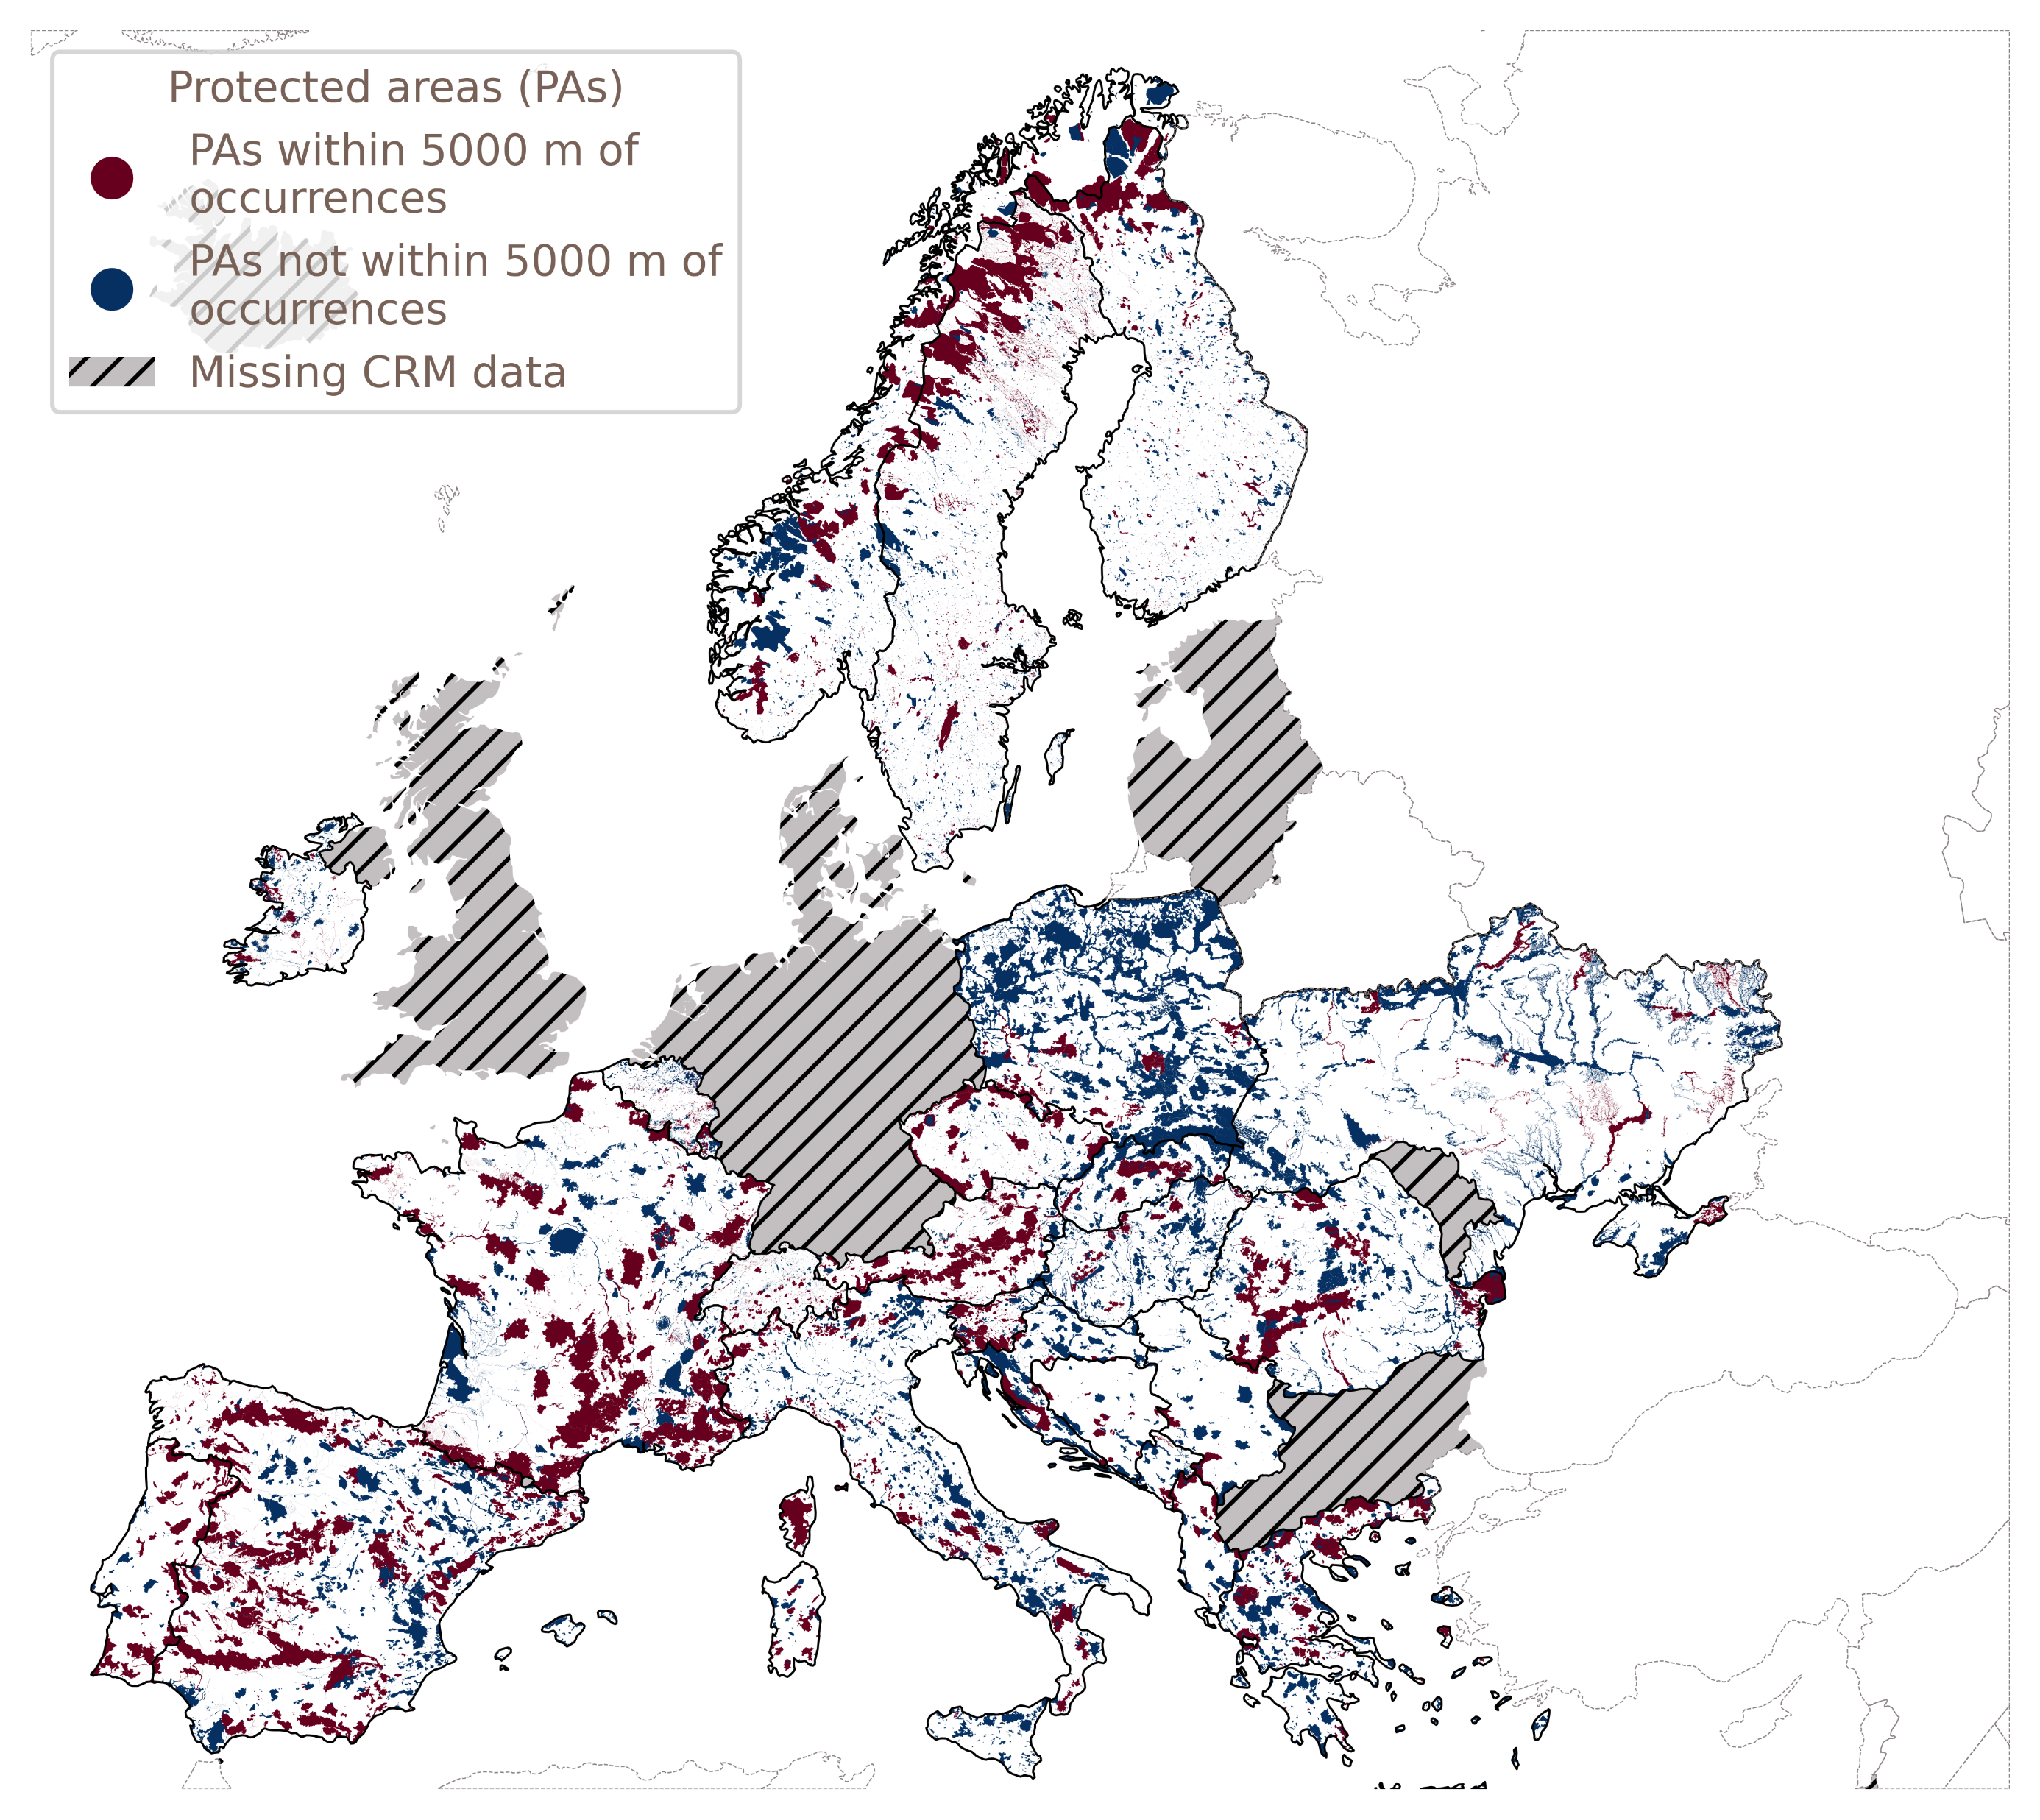 Protected areas (PAs)
PAs within 5000 m of
occurrences
PAs not within 5000 m of
occurrences
Missing CRM data